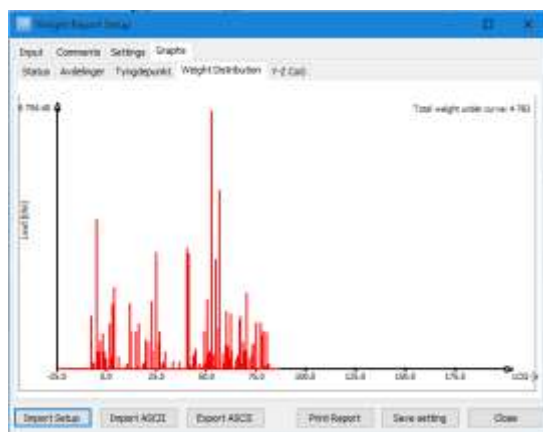 Weight Report Setup
Input Comments Settings Graphs
Status Avdelinger Tyngdepunkt Weight Distribution Y-Z CoG
Total weight under curve: 4.783
-25.0 0.0 25.0 50.0 75.0 100.0 125.0 150.0 175.0
Import Setup Import ASCII Export ASCII Print Report Save setting Close